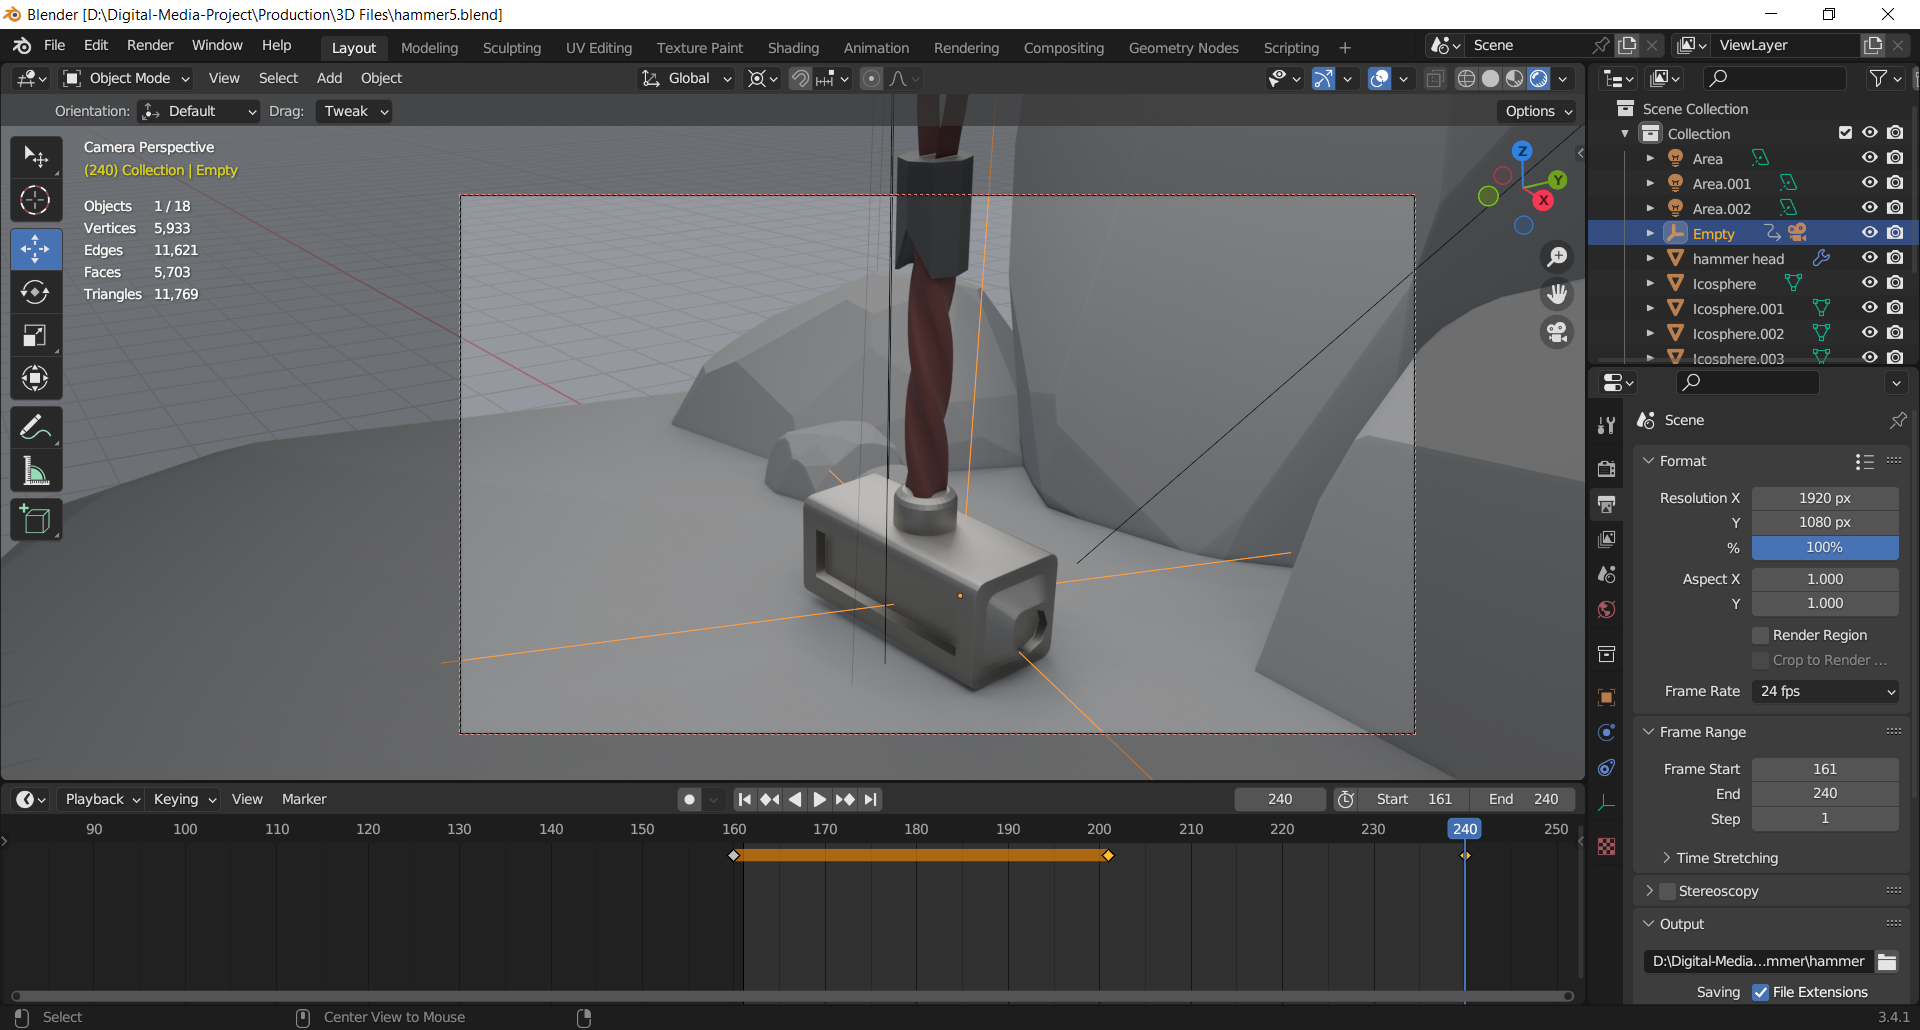 Blender [D:\Digital-Media-Project\Production\3D Files\hammer5.blend]
File Edit Render Window Help
Layout Modeling Sculpting UV Editing Texture Paint Shading Animation Rendering Compositing Geometry Nodes Scripting +
Scene
ViewLayer
Object Mode View Select Add Object
Global
Orientation: Default Drag: Tweak
Options
Camera Perspective
(240) Collection | Empty
Objects 1 / 18
Vertices 5,933
Edges 11,621
Faces 5,703
Triangles 11,769
Z
Y
X
Scene Collection
Collection
Area
Area.001
Area.002
Empty
hammer head
Icosphere
Icosphere.001
Icosphere.002
Icosphere.003
Scene
Format
Resolution X 1920 px
Y 1080 px
% 100%
Aspect X 1.000
Y 1.000
Render Region
Crop to Render ...
Frame Rate 24 fps
Frame Range
Frame Start 161
End 240
Step 1
Time Stretching
Stereoscopy
Output
D:\Digital-Media...mmer\hammer
Saving File Extensions
Playback Keying View Marker
240
Start 161
End 240
90 100 110 120 130 140 150 160 170 180 190 200 210 220 230 240 250
Select
Center View to Mouse
3.4.1